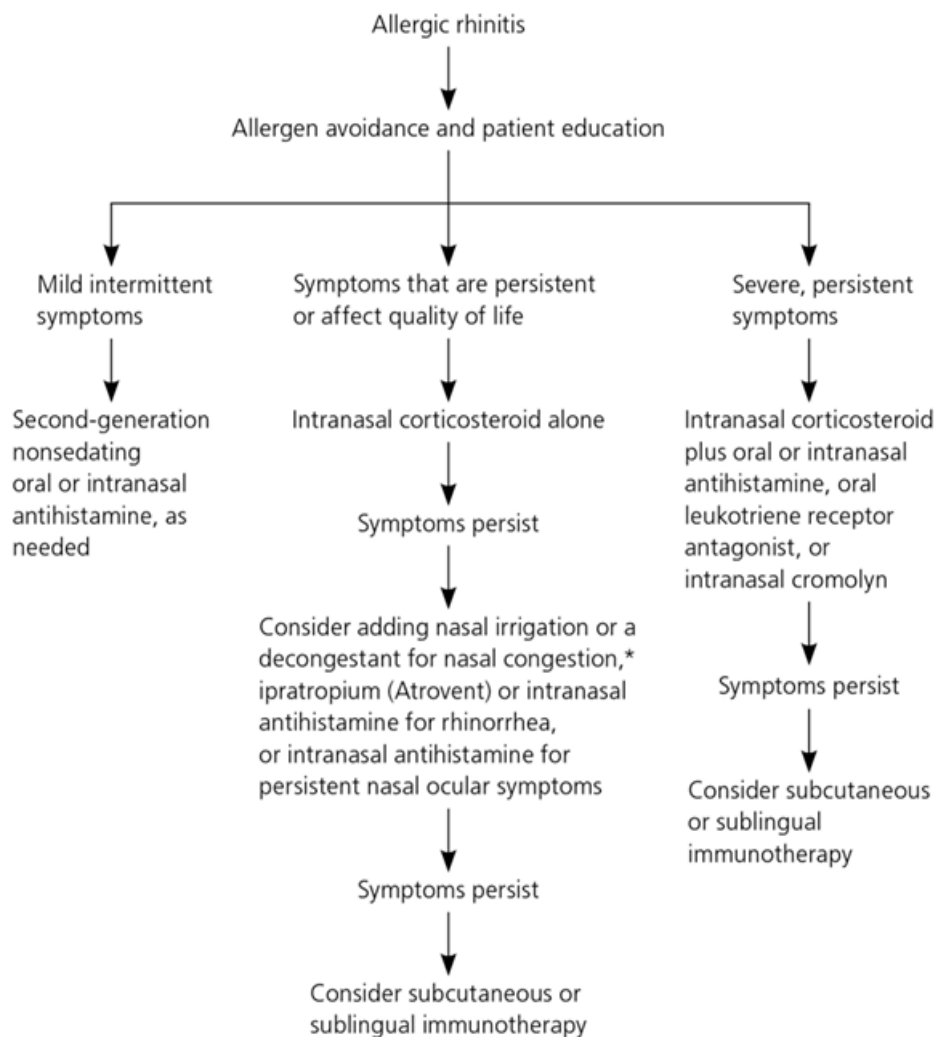 Allergic rhinitis
Allergen avoidance and patient education
Mild intermittent
symptoms
Second-generation
nonsedating
oral or intranasal
antihistamine, as
needed
Symptoms that are persistent
or affect quality of life
Intranasal corticosteroid alone
Symptoms persist
Consider adding nasal irrigation or a
decongestant for nasal congestion,*
ipratropium (Atrovent) or intranasal
antihistamine for rhinorrhea,
or intranasal antihistamine for
persistent nasal ocular symptoms
Symptoms persist
Consider subcutaneous or
sublingual immunotherapy
Severe, persistent
symptoms
Intranasal corticosteroid
plus oral or intranasal
antihistamine, oral
leukotriene receptor
antagonist, or
intranasal cromolyn
Symptoms persist
Consider subcutaneous
or sublingual
immunotherapy